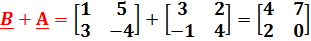 B + A = [1 5 3 -4] + [3 2 -1 4] = [4 7 2 0]